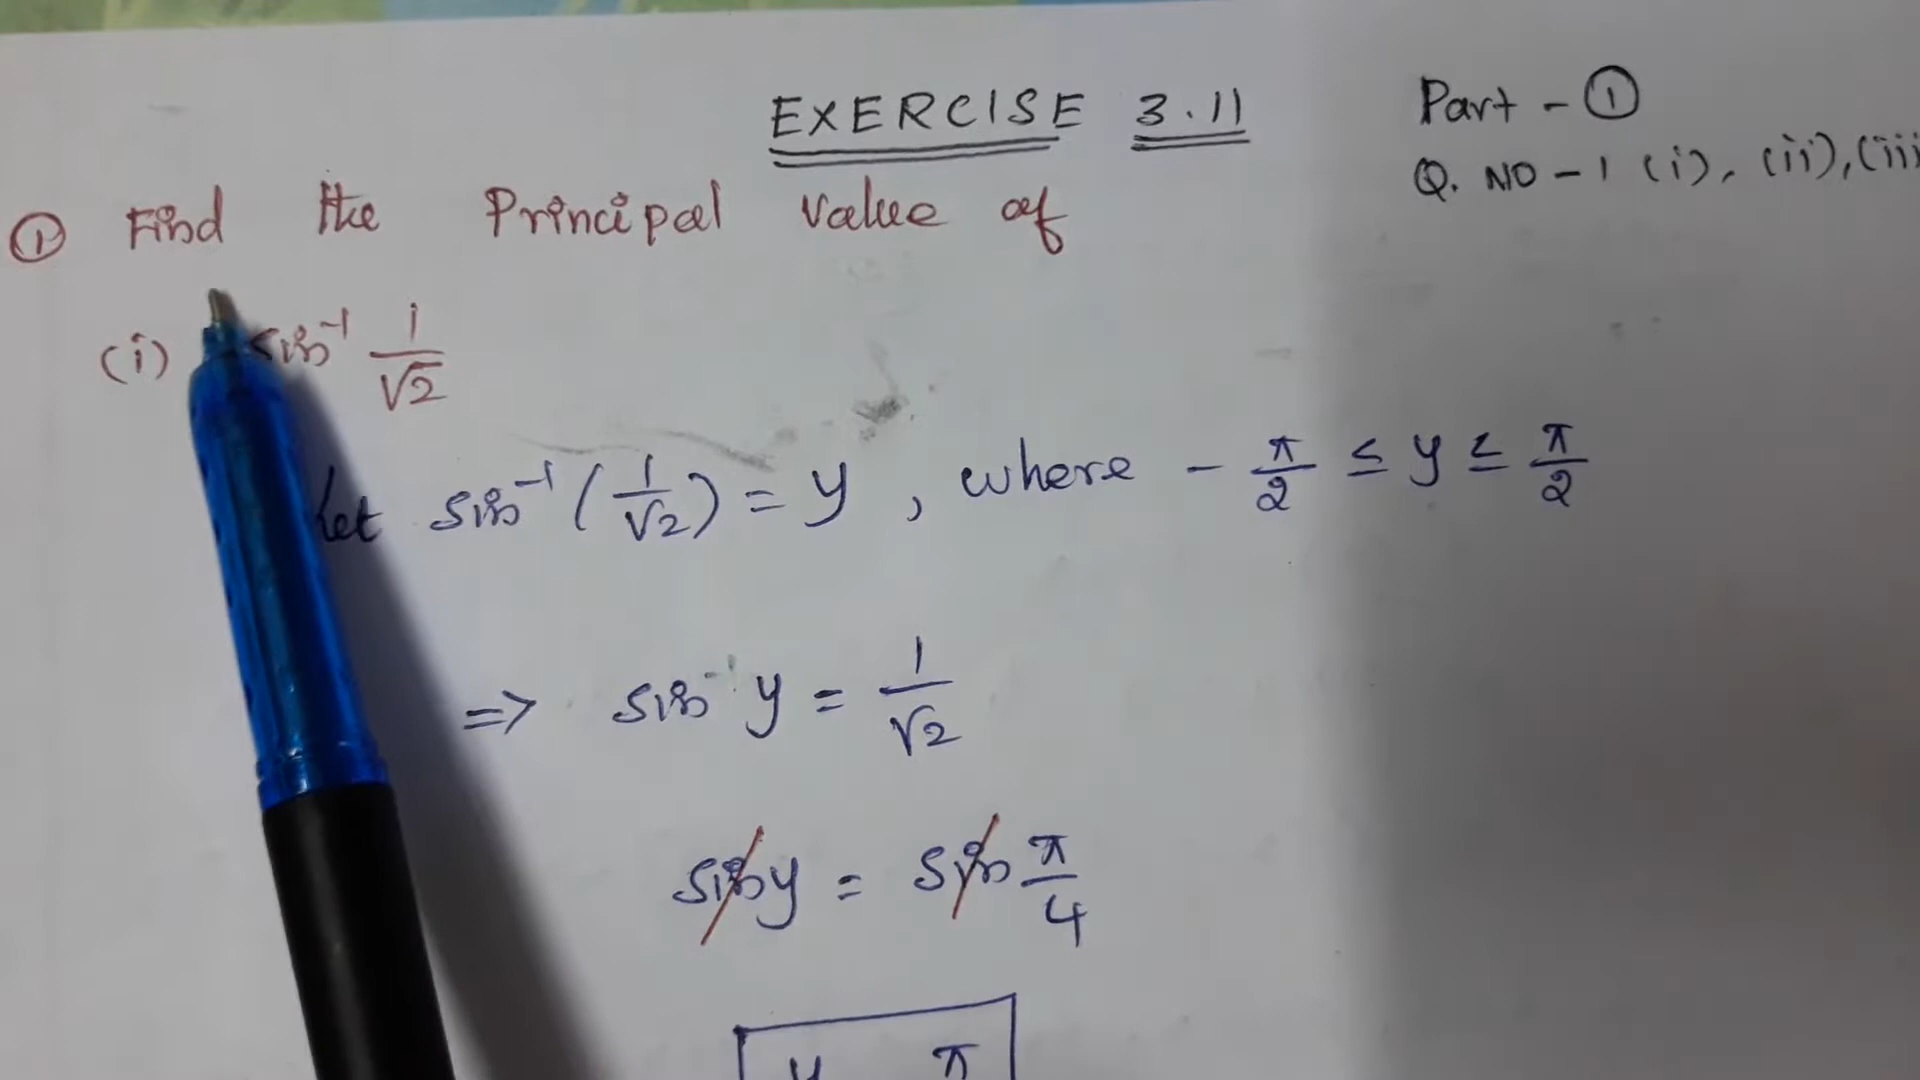 EXERCISE 3.11
Part - ①
Q. NO - 1 (i), (ii), (iii
① Find the Principal value of
(i) sin⁻¹ 1/√2
let sin⁻¹ (1/√2) = y , where - π/2 ≤ y ≤ π/2
=> sin y = 1/√2
sin y = sin π/4
y π